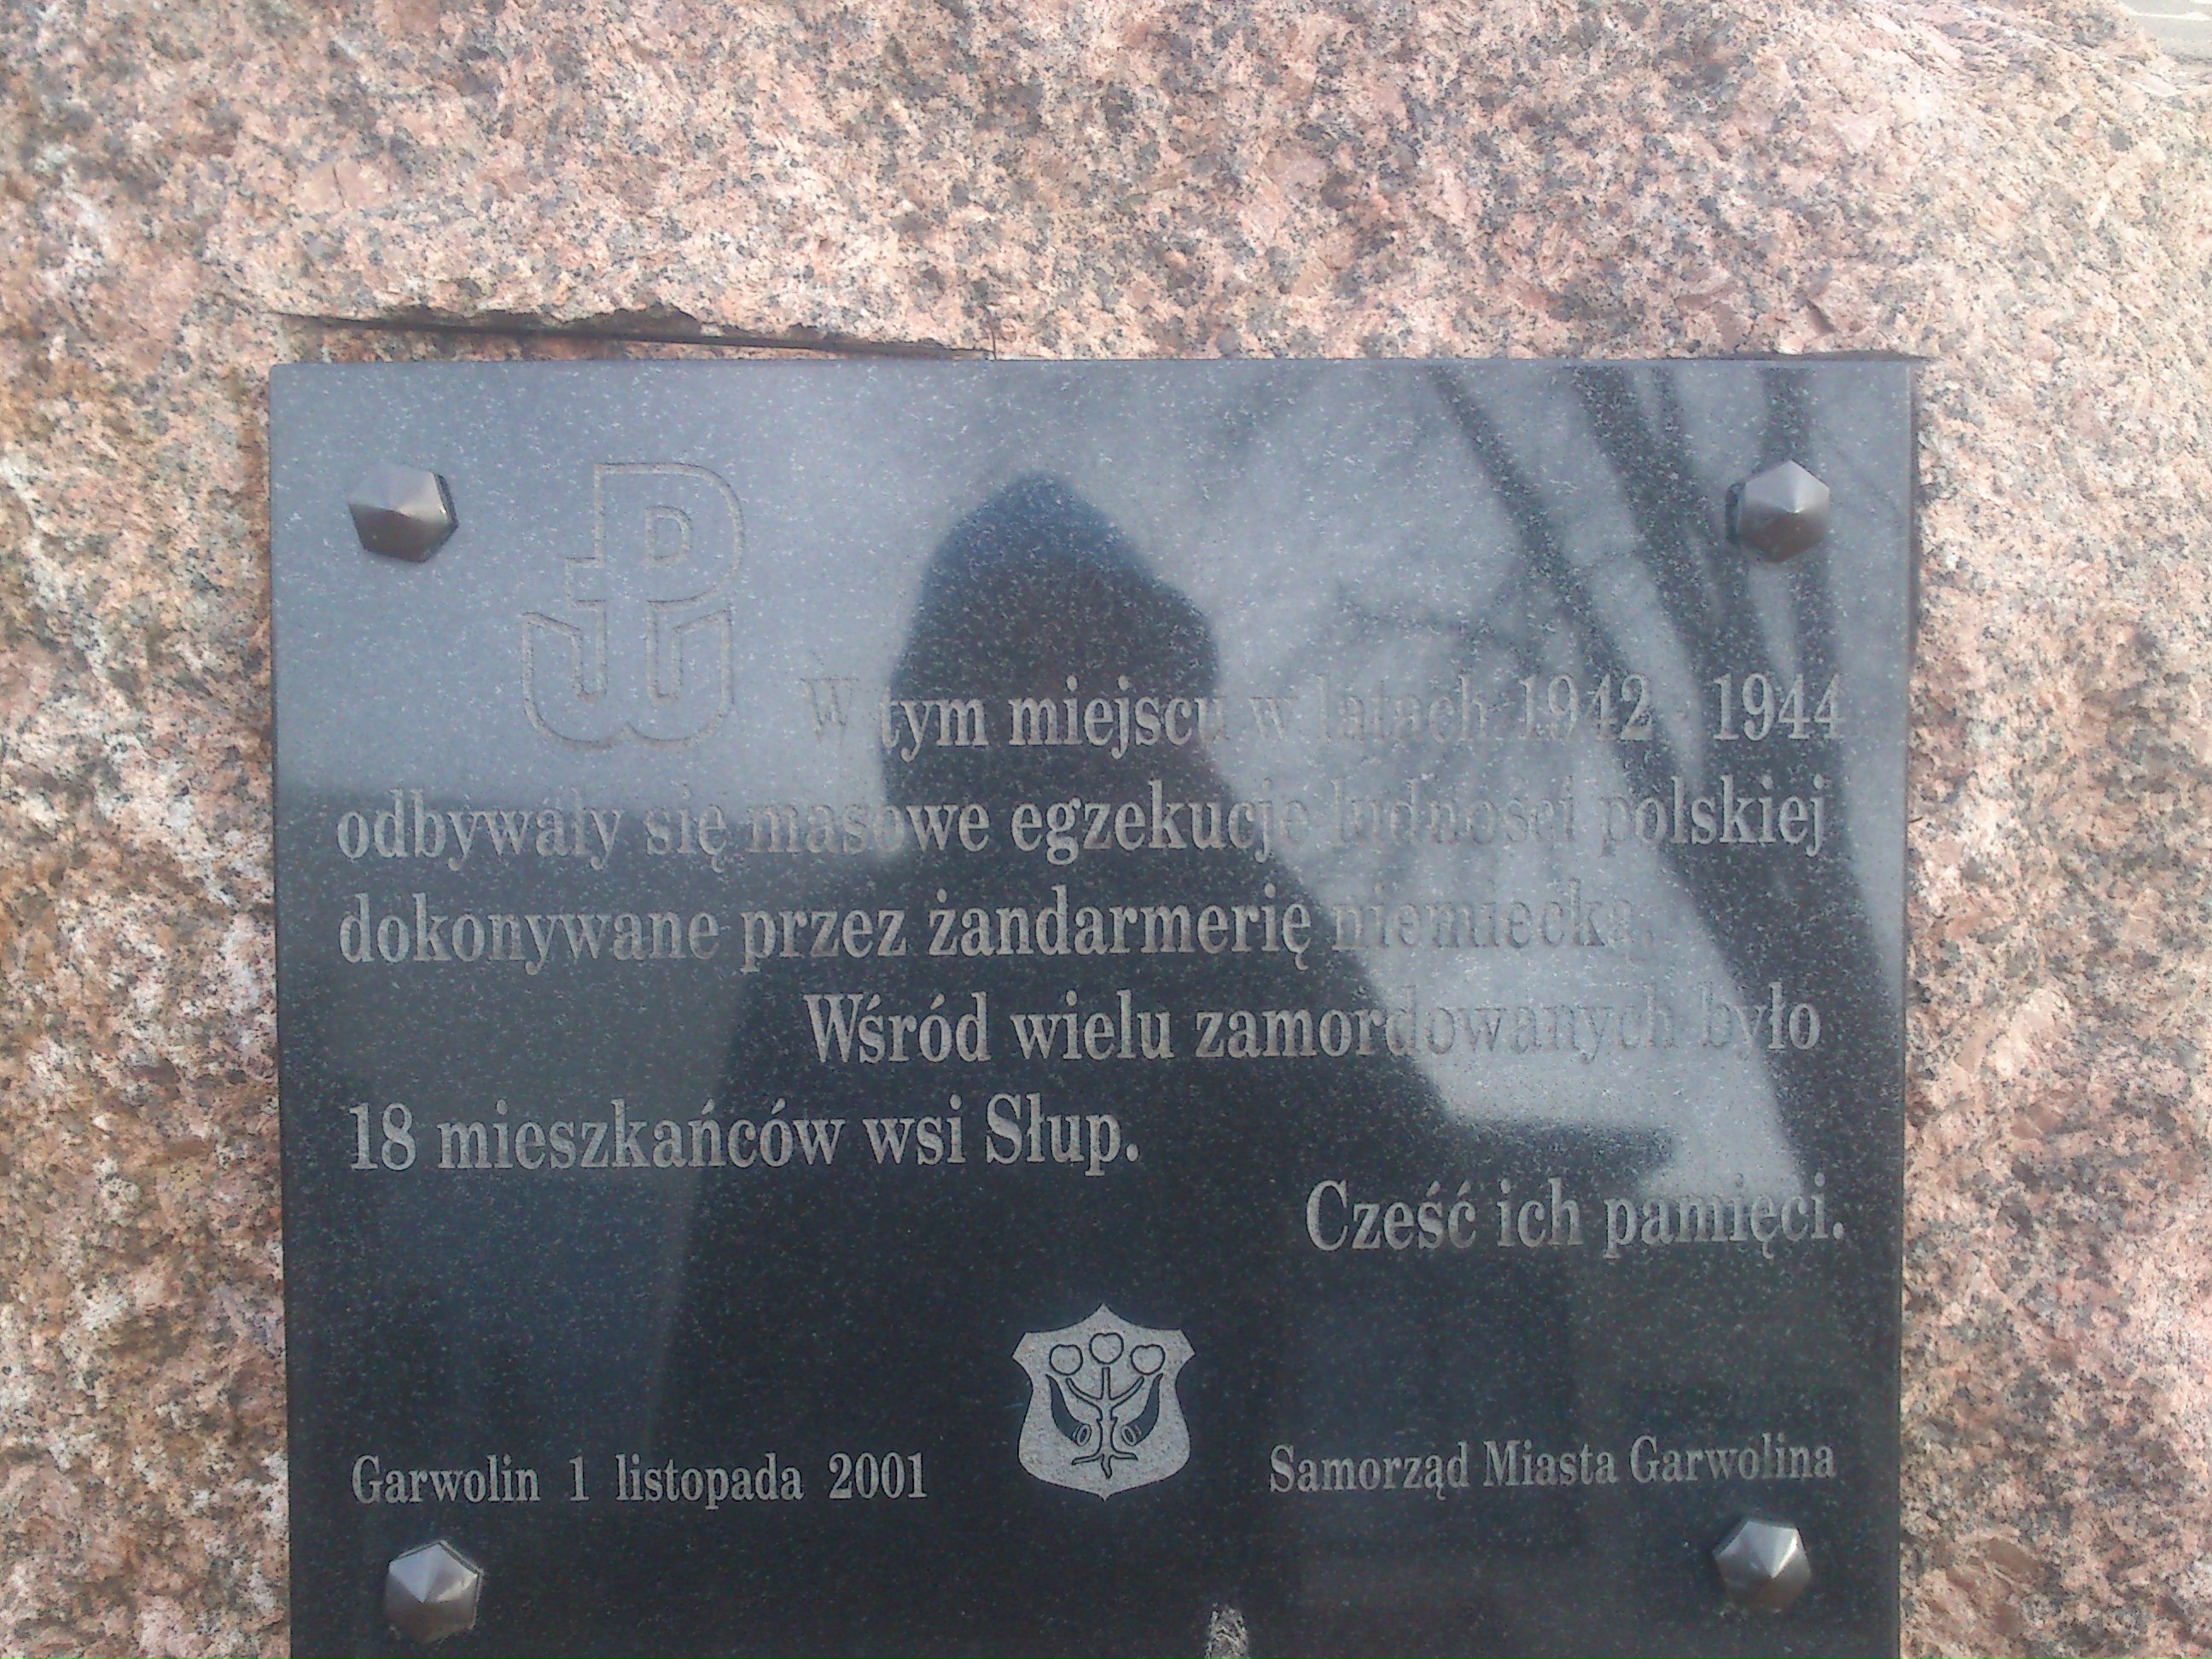 W tym miejscu w latach 1942 - 1944
odbywały się masowe egzekucje ludności polskiej
dokonywane przez żandarmerię niemiecką.
Wśród wielu zamordowanych było
18 mieszkańców wsi Słup.
Cześć ich pamięci.
Garwolin 1 listopada 2001 Samorząd Miasta Garwolina